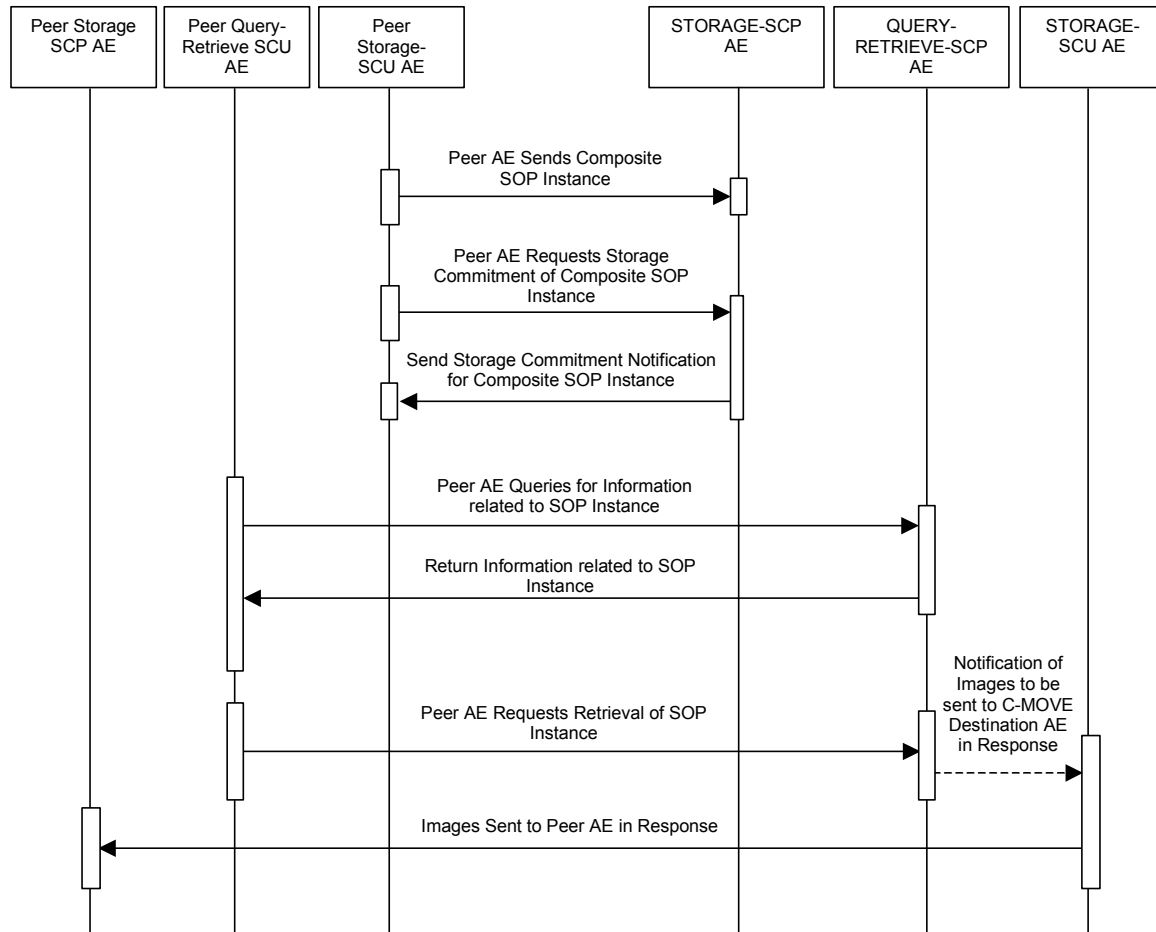 Peer Storage
SCP AE
Peer Query-
Retrieve SCU
AE
Peer
Storage-
SCU AE
STORAGE-SCP
AE
QUERY-
RETRIEVE-SCP
AE
STORAGE-
SCU AE
Peer AE Sends Composite
SOP Instance
Peer AE Requests Storage
Commitment of Composite SOP
Instance
Send Storage Commitment Notification
for Composite SOP Instance
Peer AE Queries for Information
related to SOP Instance
Return Information related to SOP
Instance
Notification of
Images to be
sent to C-MOVE
Destination AE
in Response
Peer AE Requests Retrieval of SOP
Instance
Images Sent to Peer AE in Response